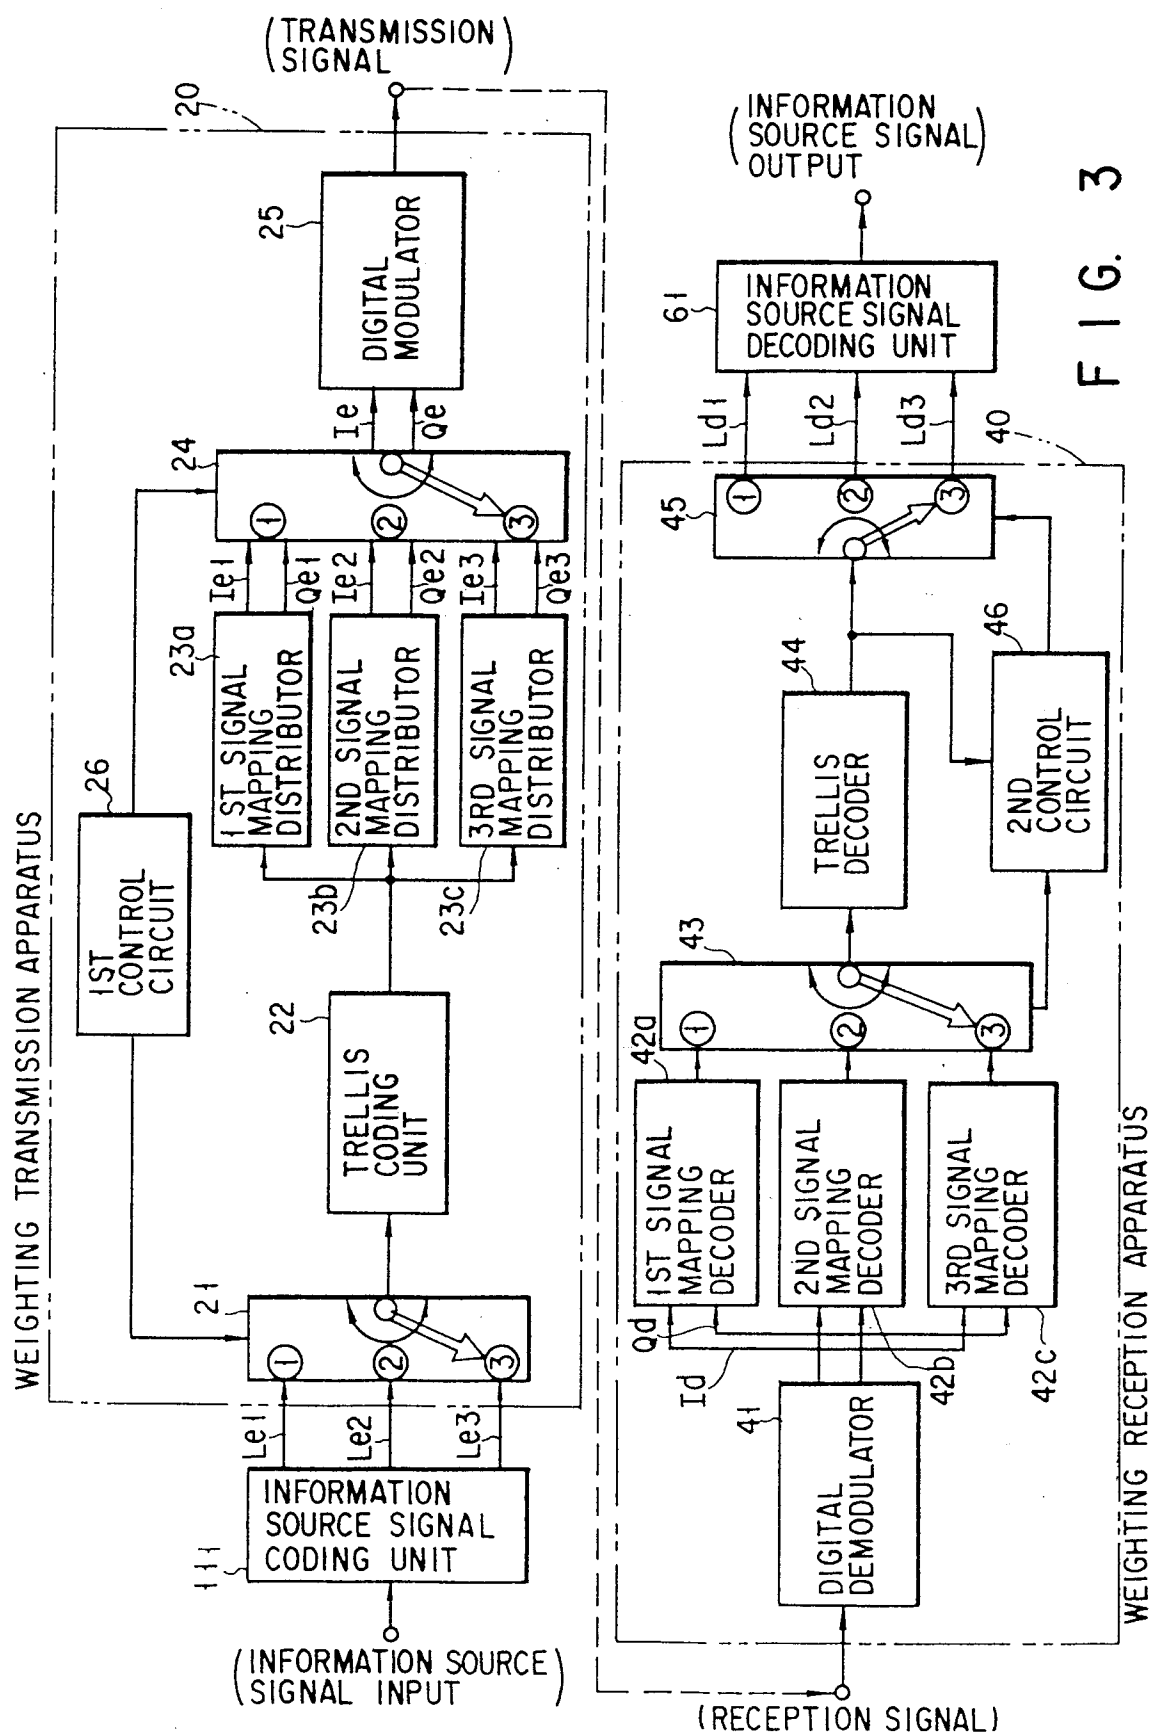 WEIGHTING TRANSMISSION APPARATUS
20
(INFORMATION SOURCE
SIGNAL INPUT)
111
INFORMATION
SOURCE SIGNAL
CODING UNIT
Le1
Le2
Le3
21
1
2
3
26
1ST
CONTROL
CIRCUIT
22
TRELLIS
CODING
UNIT
23a
1ST SIGNAL
MAPPING
DISTRIBUTOR
23b
2ND SIGNAL
MAPPING
DISTRIBUTOR
23c
3RD SIGNAL
MAPPING
DISTRIBUTOR
Ie1
Qe1
Ie2
Qe2
Ie3
Qe3
24
1
2
3
Ie
Qe
25
DIGITAL
MODULATOR
(TRANSMISSION
SIGNAL)
(RECEPTION SIGNAL)
41
DIGITAL
DEMODULATOR
Id
Qd
42a
1ST SIGNAL
MAPPING
DECODER
42b
2ND SIGNAL
MAPPING
DECODER
42c
3RD SIGNAL
MAPPING
DECODER
43
1
2
3
44
TRELLIS
DECODER
46
2ND
CONTROL
CIRCUIT
45
1
2
3
40
Ld1
Ld2
Ld3
61
INFORMATION
SOURCE SIGNAL
DECODING UNIT
(INFORMATION
SOURCE SIGNAL
OUTPUT)
WEIGHTING RECEPTION APPARATUS
FIG. 3